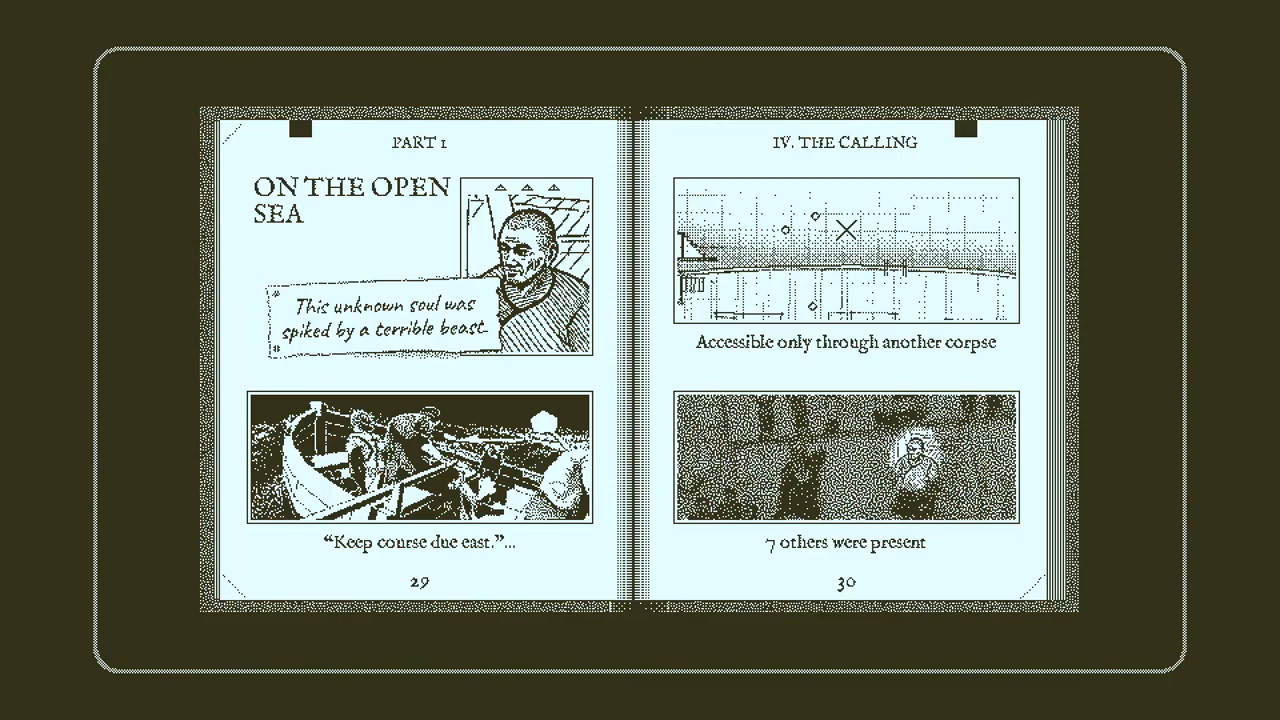 PART 1
ON THE OPEN
SEA
This unknown soul was
spiked by a terrible beast.
"Keep course due east."...
29
IV. THE CALLING
Accessible only through another corpse
7 others were present
30